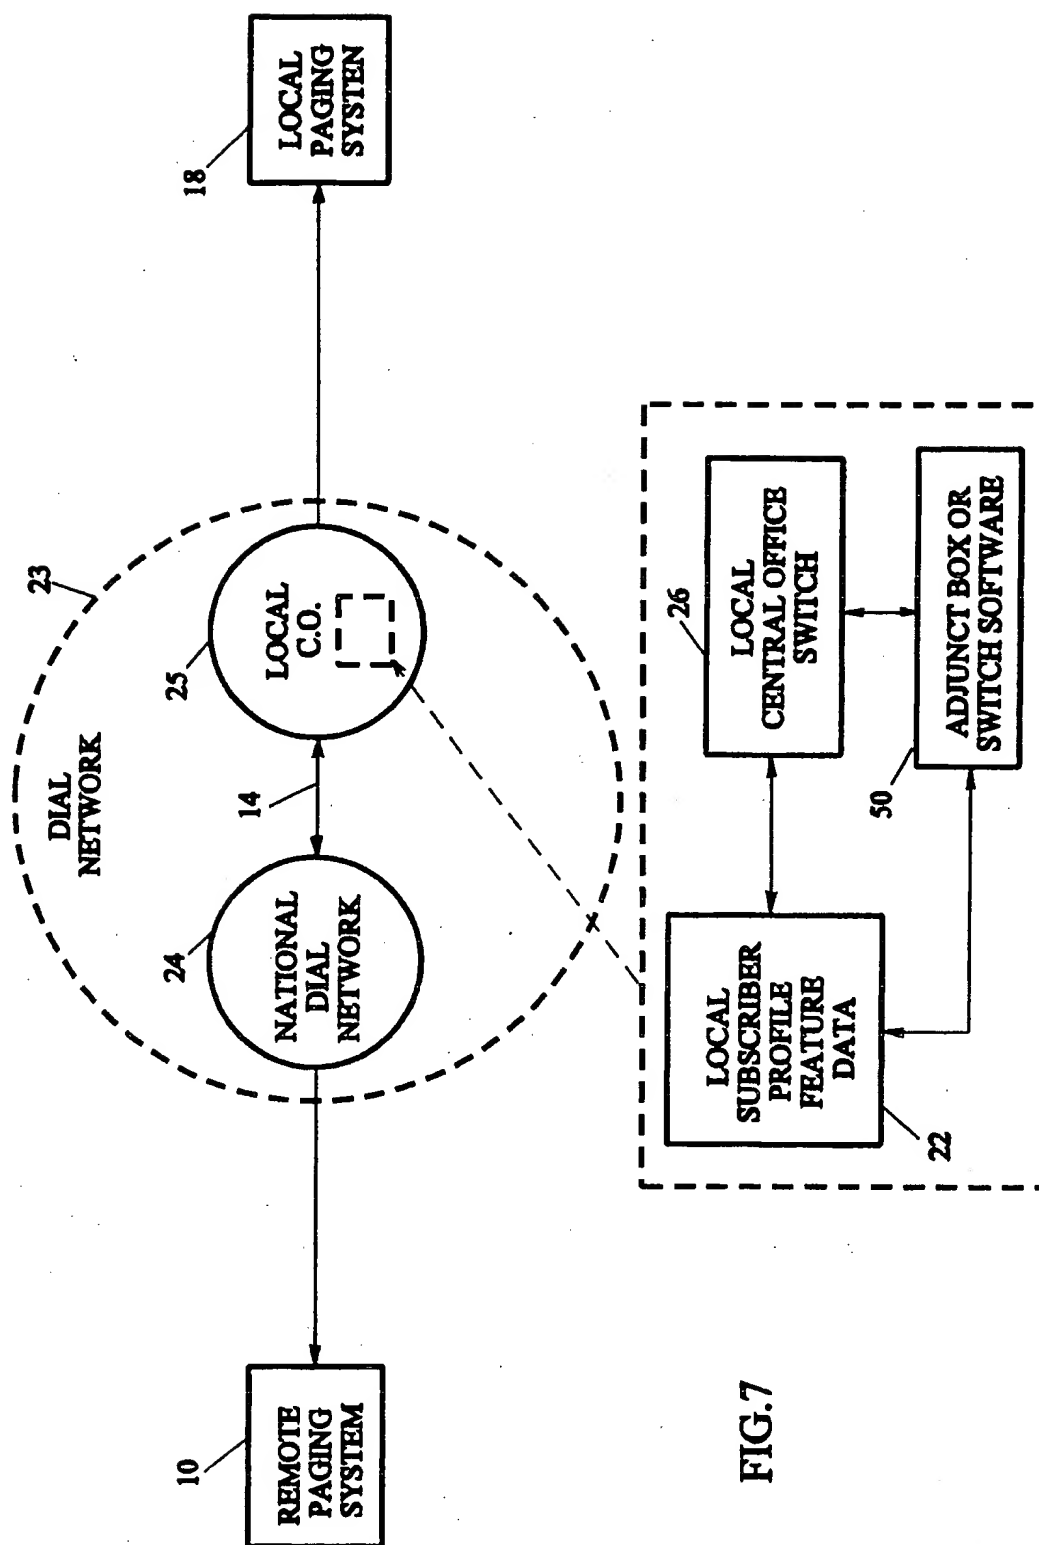 DIAL
NETWORK
23
10
REMOTE
PAGING
SYSTEM
24
NATIONAL
DIAL
NETWORK
14
25
LOCAL
C.O.
18
LOCAL
PAGING
SYSTEN
22
LOCAL
SUBSCRIBER
PROFILE
FEATURE
DATA
26
LOCAL
CENTRAL OFFICE
SWITCH
50
ADJUNCT BOX OR
SWITCH SOFTWARE
FIG.7